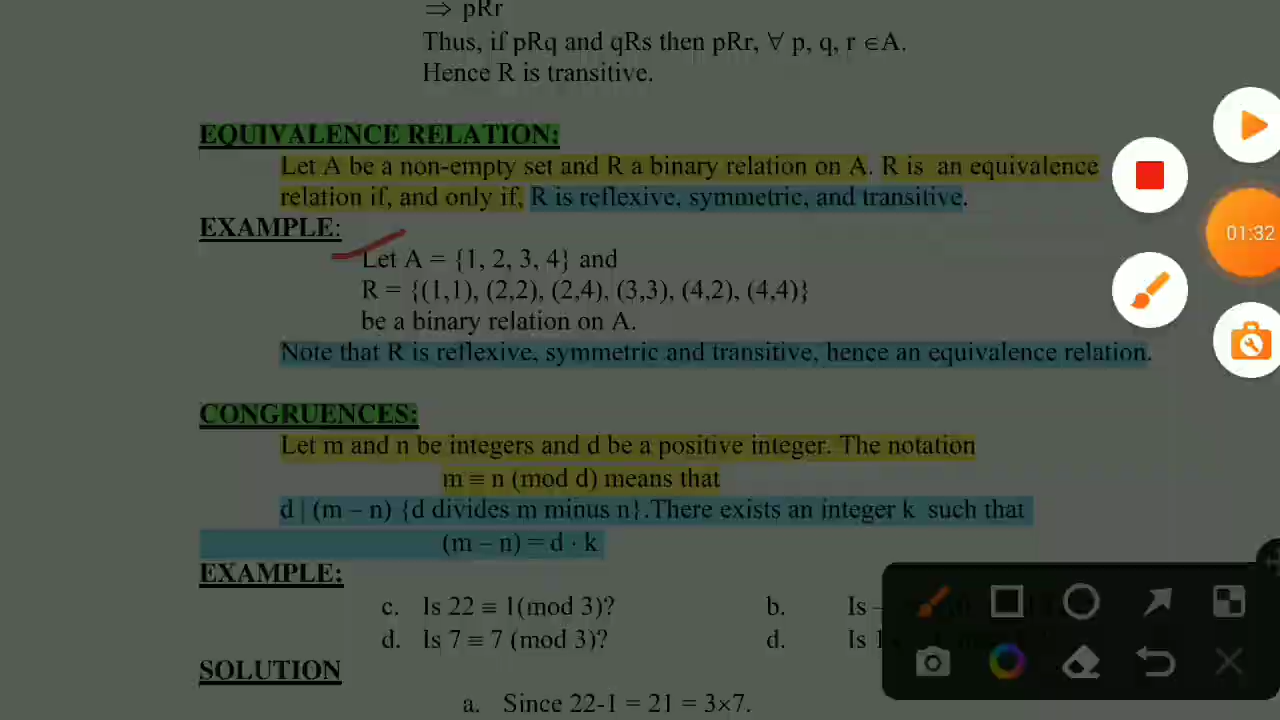 ⇒ pRr
Thus, if pRq and qRs then pRr, ∀ p, q, r ∈A.
Hence R is transitive.
EQUIVALENCE RELATION:
Let A be a non-empty set and R a binary relation on A. R is an equivalence
relation if, and only if, R is reflexive, symmetric, and transitive.
EXAMPLE:
Let A = {1, 2, 3, 4} and
R = {(1,1), (2,2), (2,4), (3,3), (4,2), (4,4)}
be a binary relation on A.
Note that R is reflexive, symmetric and transitive, hence an equivalence relation.
CONGRUENCES:
Let m and n be integers and d be a positive integer. The notation
m ≡ n (mod d) means that
d | (m – n) {d divides m minus n}.There exists an integer k such that
(m – n) = d ∙ k
EXAMPLE:
c. Is 22 ≡ 1(mod 3)? b. Is
d. Is 7 ≡ 7 (mod 3)? d. Is
SOLUTION
a. Since 22-1 = 21 = 3×7.
01:32